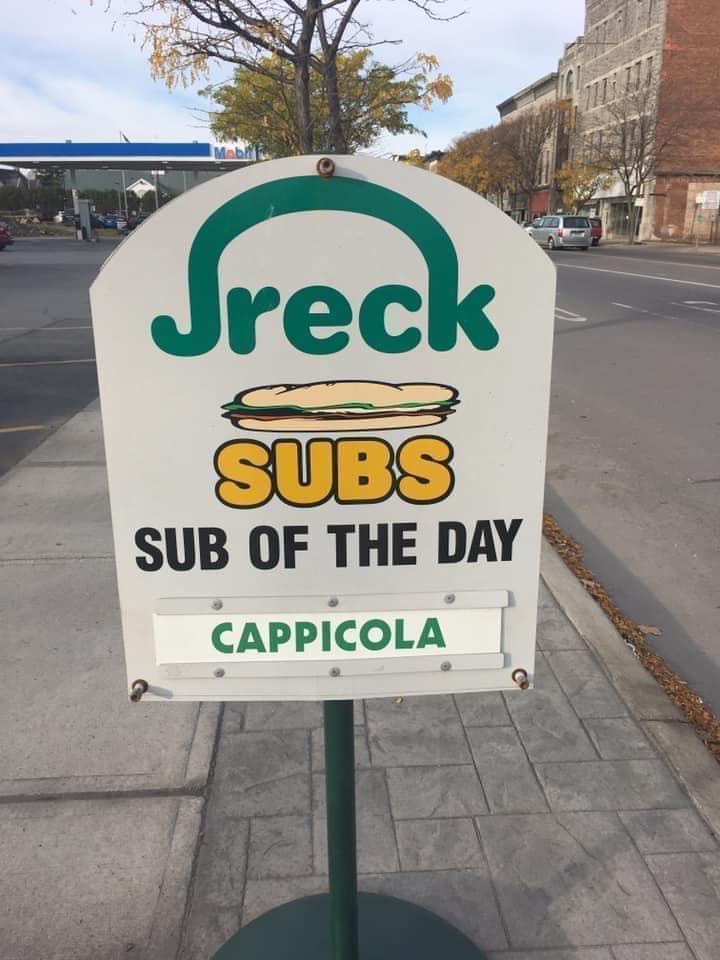 Mobil
Jreck
SUBS
SUB OF THE DAY
CAPPICOLA